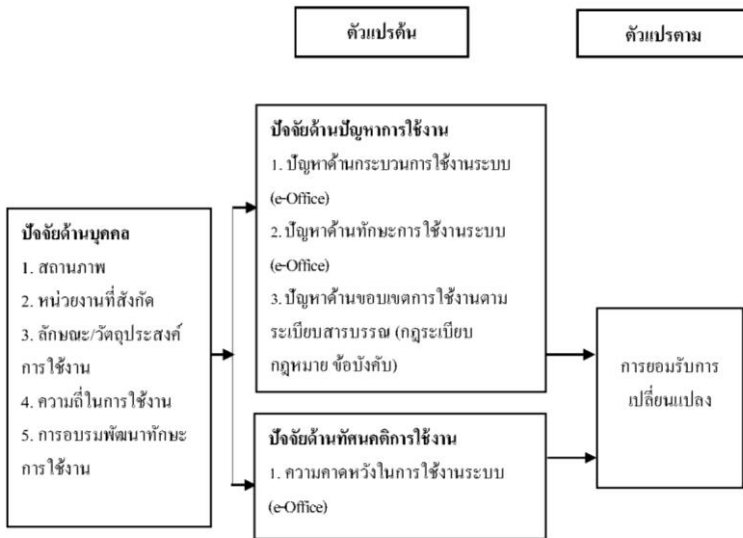 ตัวแปรต้น
ตัวแปรตาม
ปัจจัยด้านบุคคล
1. สถานภาพ
2. หน่วยงานที่สังกัด
3. ลักษณะ/วัตถุประสงค์
การใช้งาน
4. ความถี่ในการใช้งาน
5. การอบรมพัฒนาทักษะ
การใช้งาน
ปัจจัยด้านปัญหาการใช้งาน
1. ปัญหาด้านกระบวนการใช้งานระบบ
(e-Office)
2. ปัญหาด้านทักษะการใช้งานระบบ
(e-Office)
3. ปัญหาด้านขอบเขตการใช้งานตาม
ระเบียบสารบรรณ (กฎระเบียบ
กฎหมาย ข้อบังคับ)
ปัจจัยด้านทัศนคติการใช้งาน
1. ความคาดหวังในการใช้งานระบบ
(e-Office)
การยอมรับการ
เปลี่ยนแปลง